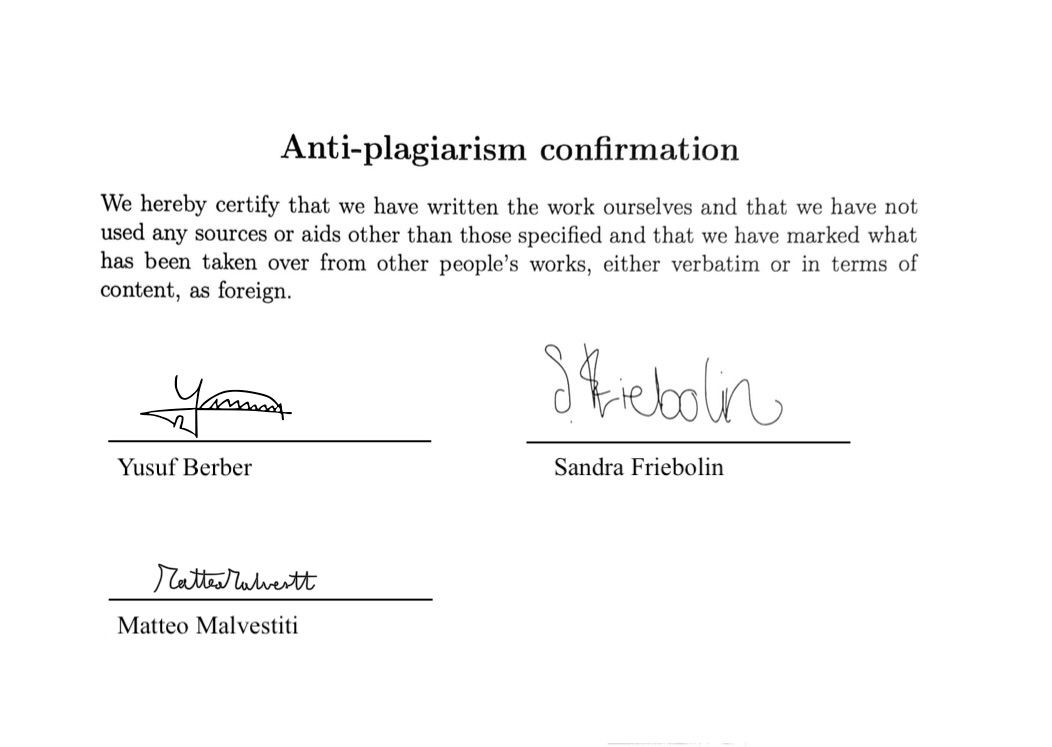 Anti-plagiarism confirmation
We hereby certify that we have written the work ourselves and that we have not
used any sources or aids other than those specified and that we have marked what
has been taken over from other people's works, either verbatim or in terms of
content, as foreign.
S. Friebolin
Yusuf Berber Sandra Friebolin
Matteo Malvestt
Matteo Malvestiti